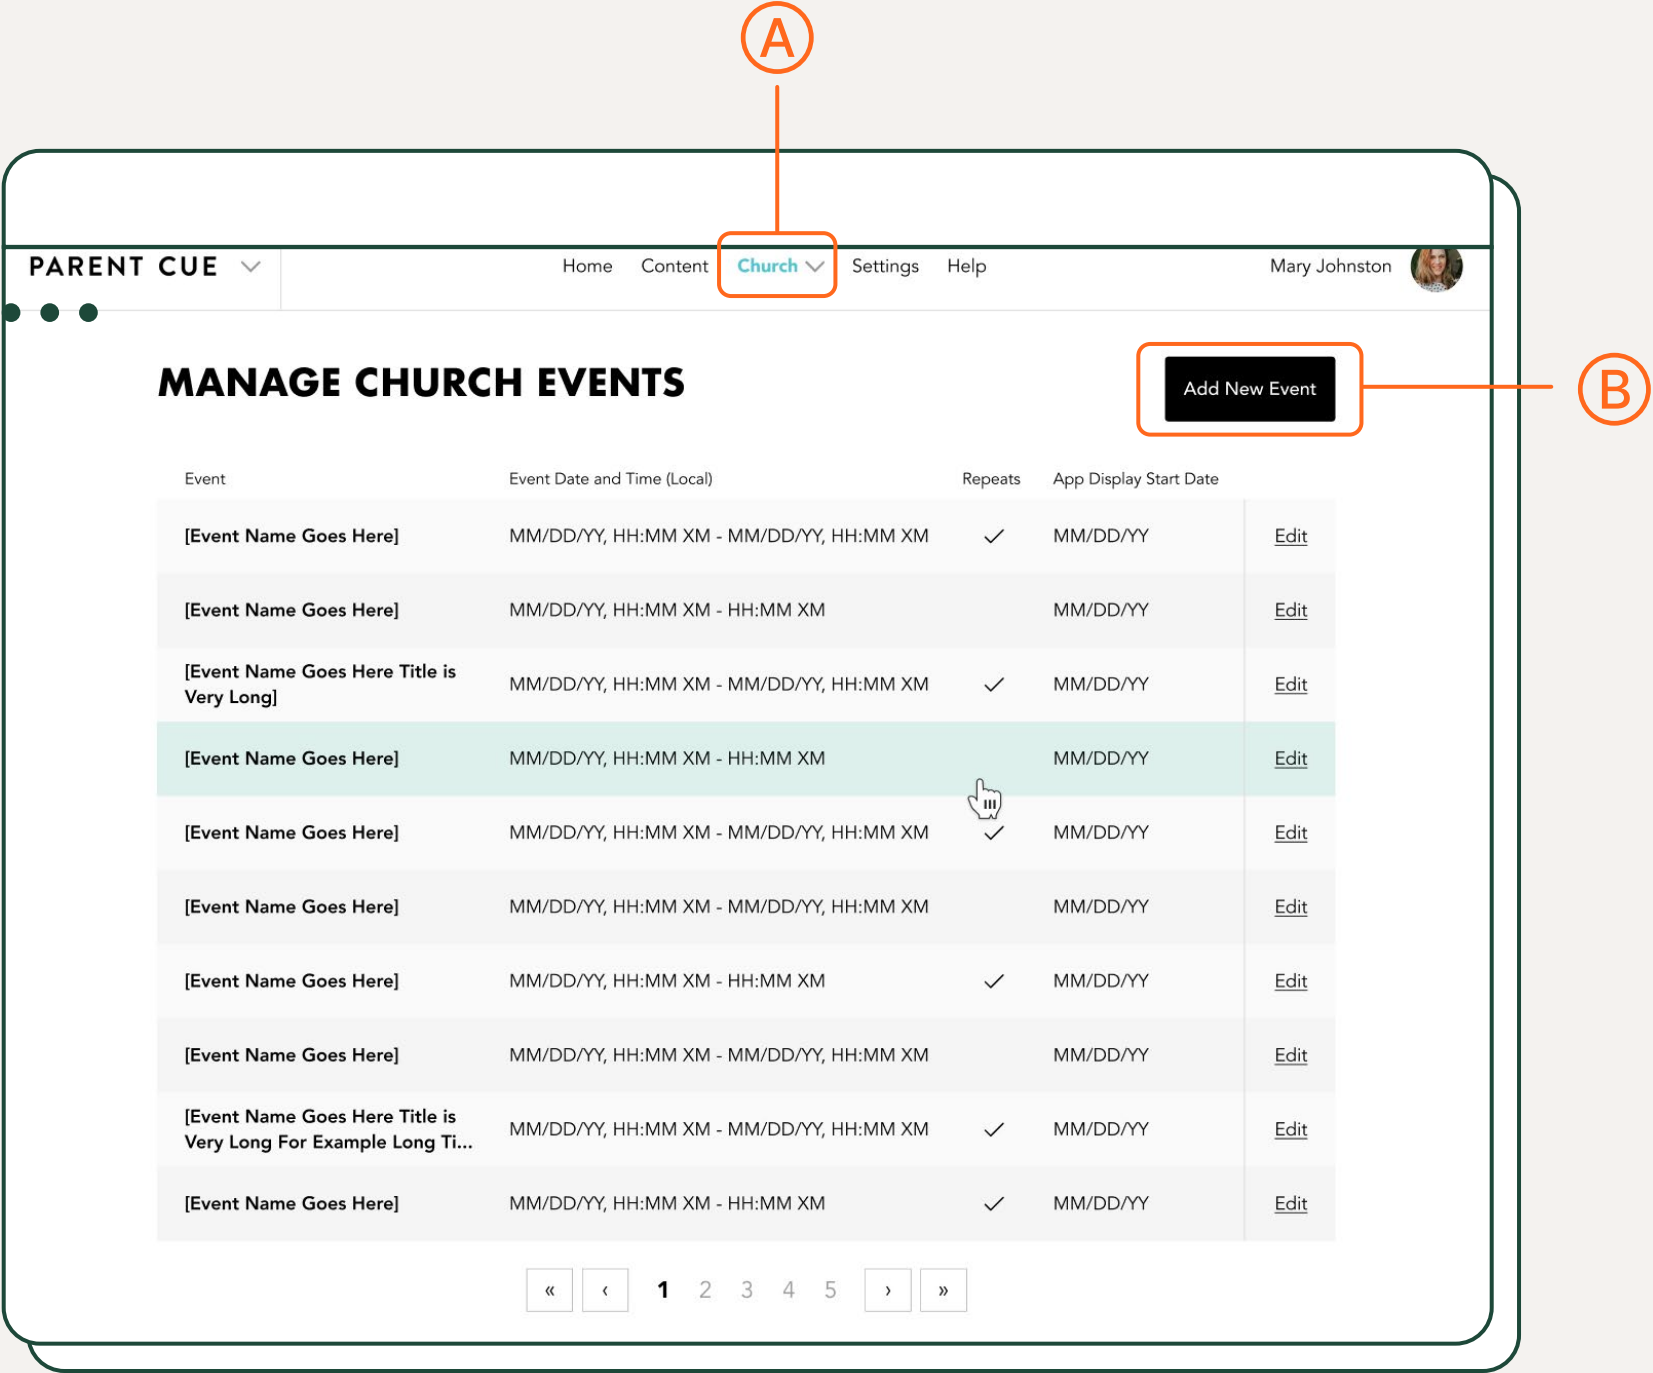 A
PARENT CUE
Home Content Church Settings Help
Mary Johnston
MANAGE CHURCH EVENTS
Add New Event
B
Event Event Date and Time (Local) Repeats App Display Start Date
[Event Name Goes Here] MM/DD/YY, HH:MM XM - MM/DD/YY, HH:MM XM ✓ MM/DD/YY Edit
[Event Name Goes Here] MM/DD/YY, HH:MM XM - HH:MM XM MM/DD/YY Edit
[Event Name Goes Here Title is
Very Long] MM/DD/YY, HH:MM XM - MM/DD/YY, HH:MM XM ✓ MM/DD/YY Edit
[Event Name Goes Here] MM/DD/YY, HH:MM XM - HH:MM XM MM/DD/YY Edit
[Event Name Goes Here] MM/DD/YY, HH:MM XM - MM/DD/YY, HH:MM XM ✓ MM/DD/YY Edit
[Event Name Goes Here] MM/DD/YY, HH:MM XM - MM/DD/YY, HH:MM XM MM/DD/YY Edit
[Event Name Goes Here] MM/DD/YY, HH:MM XM - HH:MM XM ✓ MM/DD/YY Edit
[Event Name Goes Here] MM/DD/YY, HH:MM XM - MM/DD/YY, HH:MM XM MM/DD/YY Edit
[Event Name Goes Here Title is
Very Long For Example Long Ti... MM/DD/YY, HH:MM XM - MM/DD/YY, HH:MM XM ✓ MM/DD/YY Edit
[Event Name Goes Here] MM/DD/YY, HH:MM XM - HH:MM XM ✓ MM/DD/YY Edit
« ‹ 1 2 3 4 5 › »